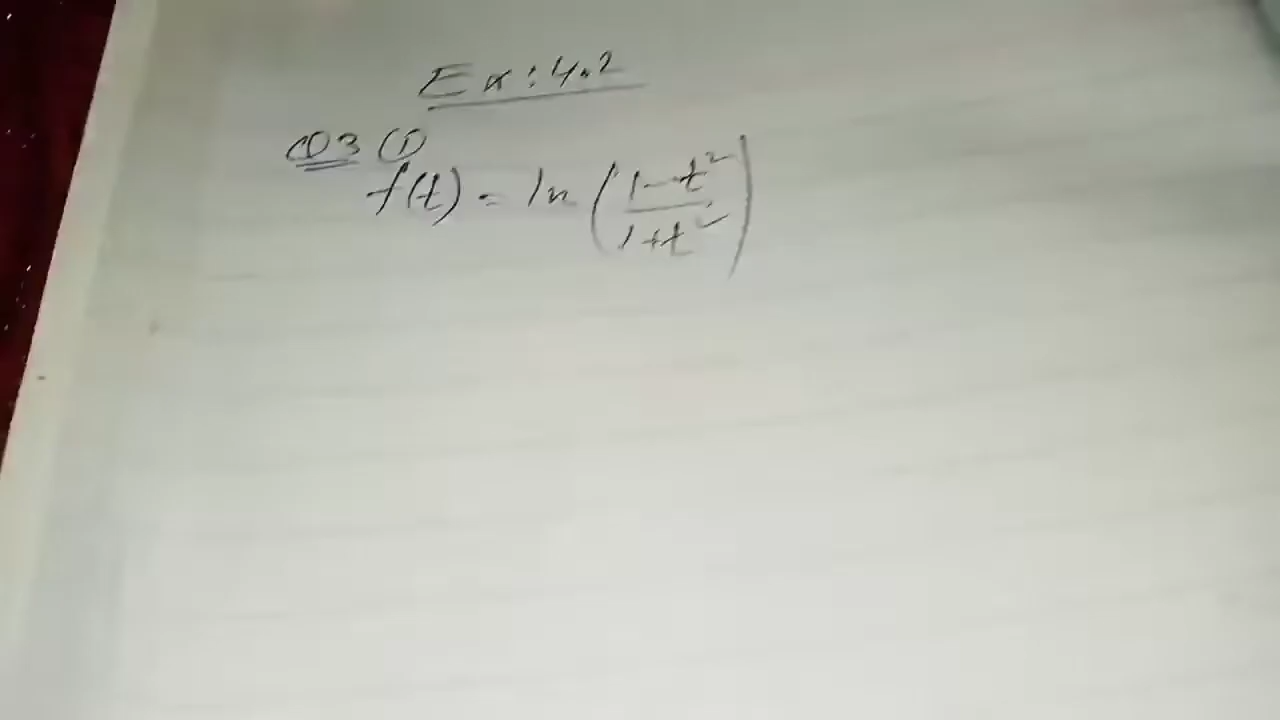 Ex: 4.2
Q3 (i)
f(t) = ln (1-t² / 1+t²)